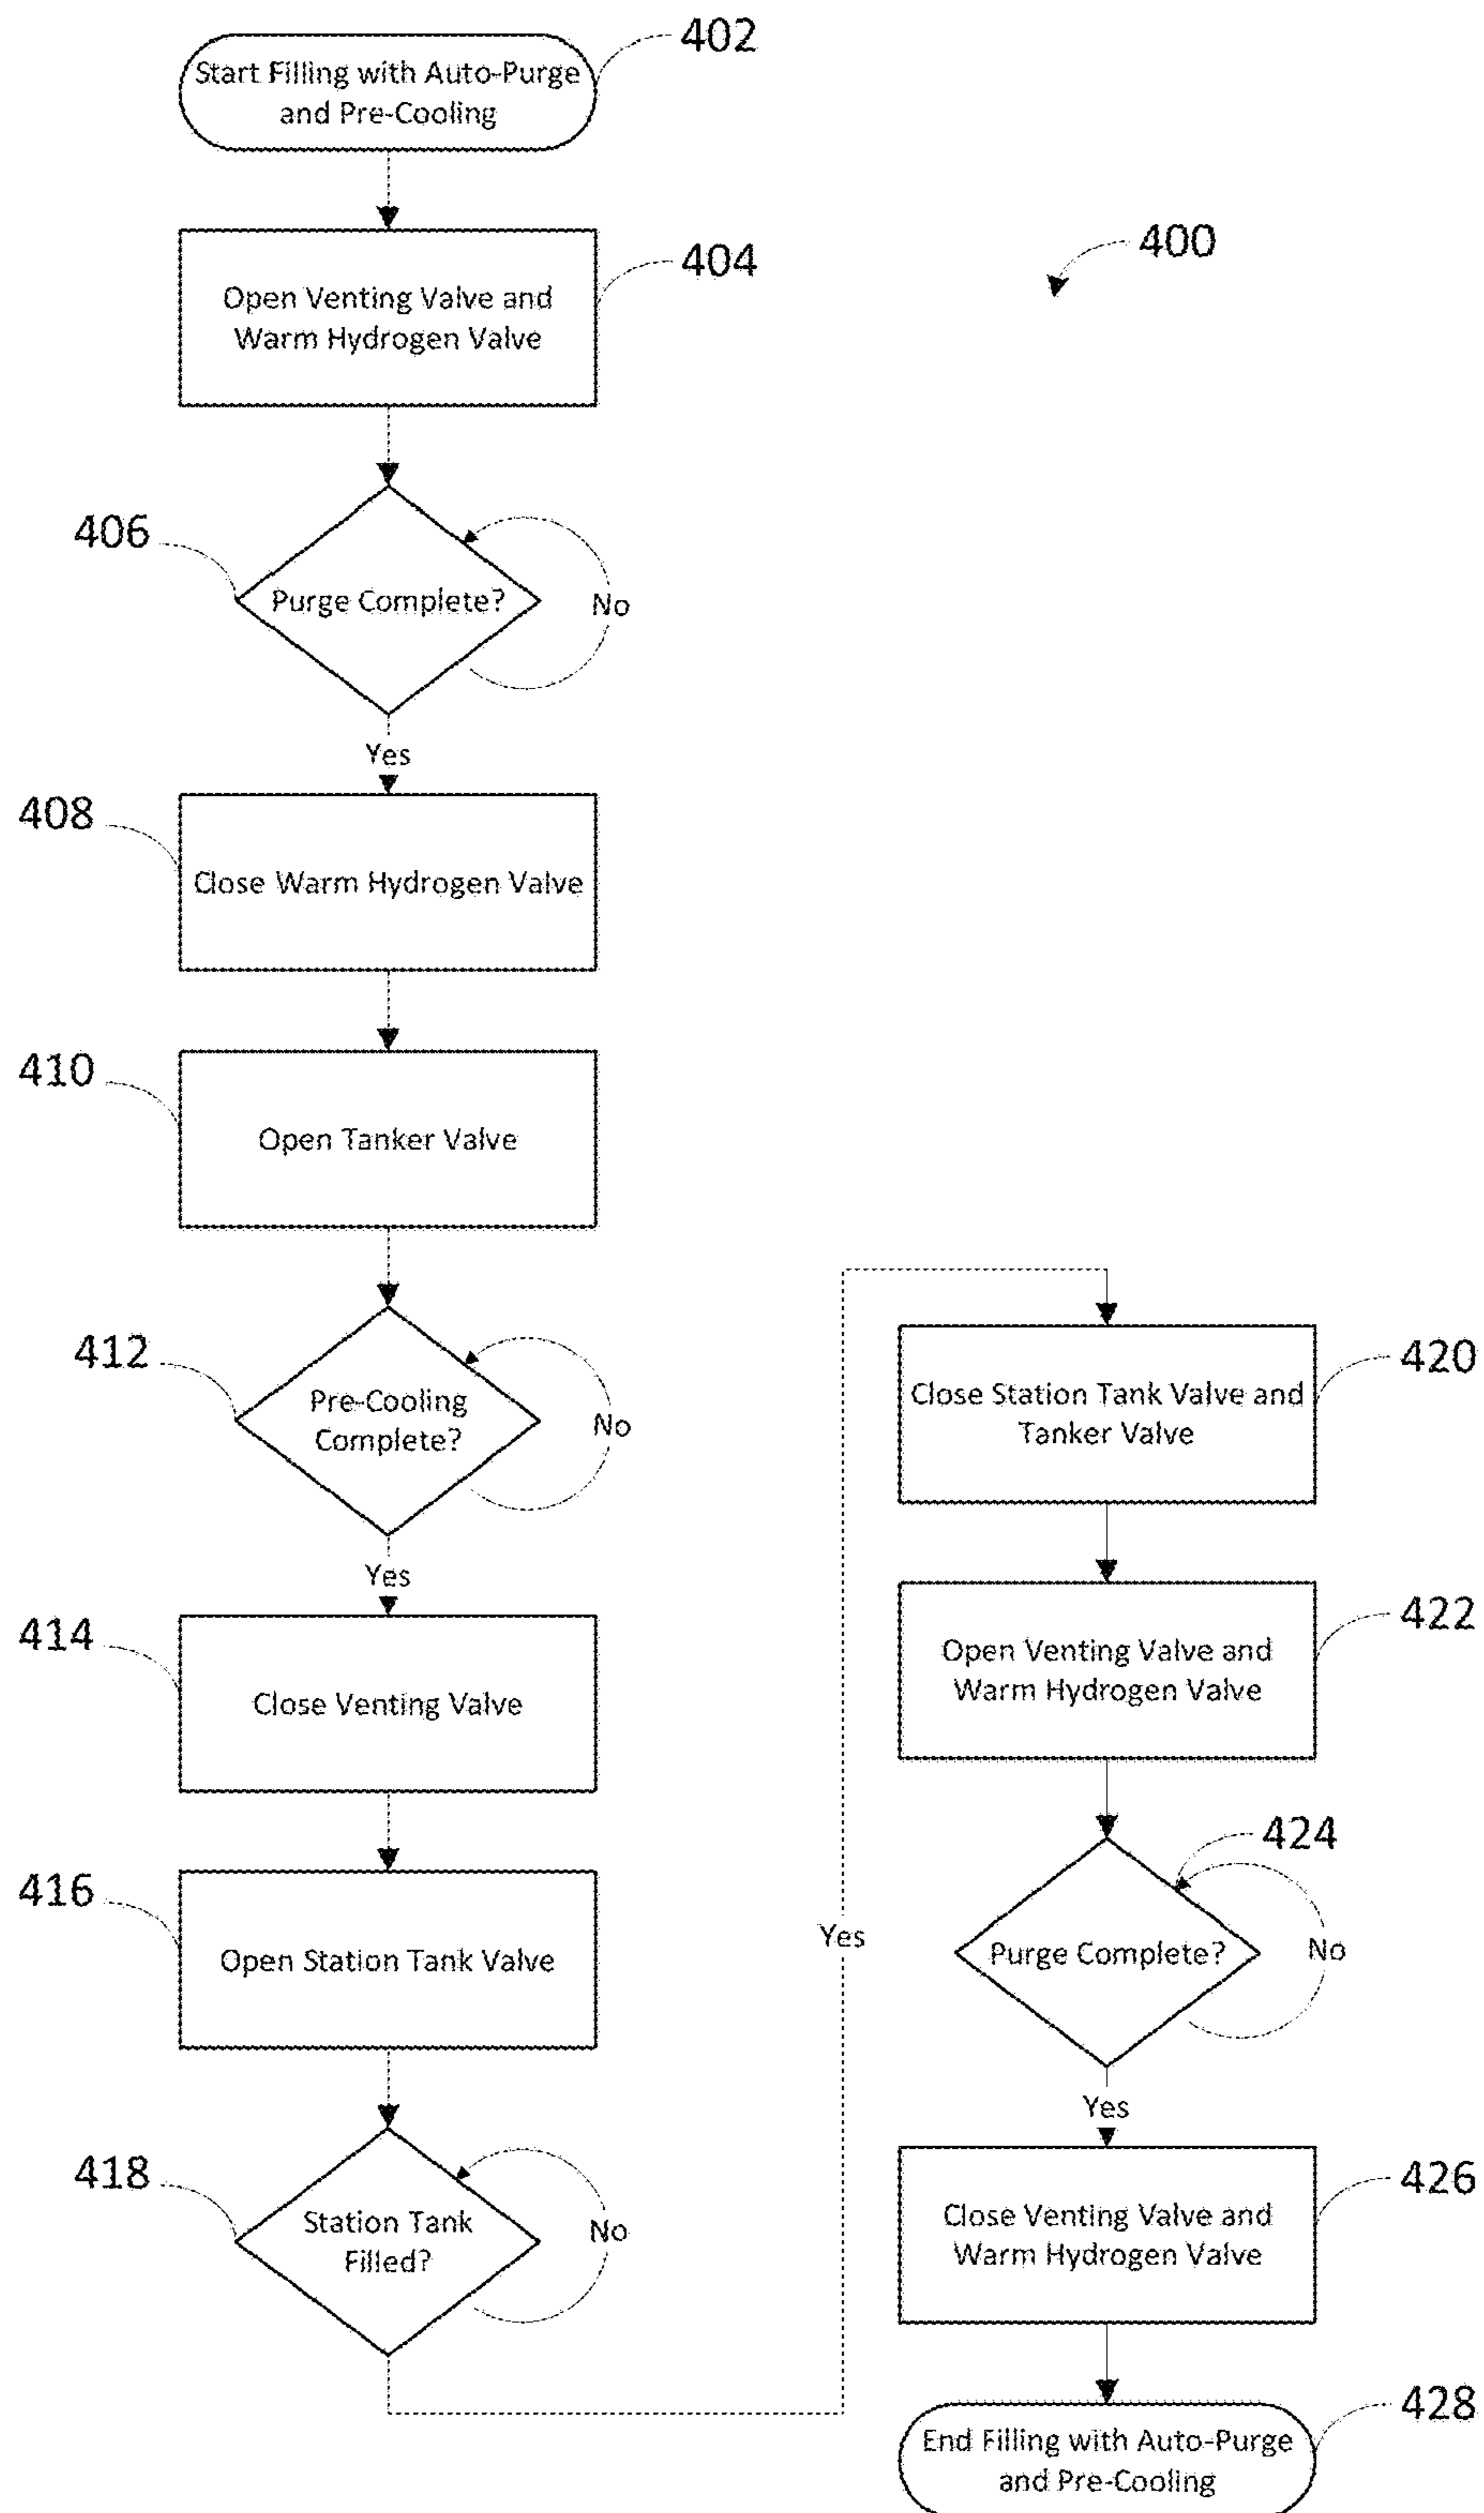 402
Start Filling with Auto-Purge
and Pre-Cooling
404
Open Venting Valve and
Warm Hydrogen Valve
400
406
Purge Complete?
No
Yes
408
Close Warm Hydrogen Valve
410
Open Tanker Valve
412
Pre-Cooling
Complete?
No
Yes
414
Close Venting Valve
416
Open Station Tank Valve
418
Station Tank
Filled?
No
Yes
420
Close Station Tank Valve and
Tanker Valve
422
Open Venting Valve and
Warm Hydrogen Valve
424
Purge Complete?
No
Yes
426
Close Venting Valve and
Warm Hydrogen Valve
428
End Filling with Auto-Purge
and Pre-Cooling